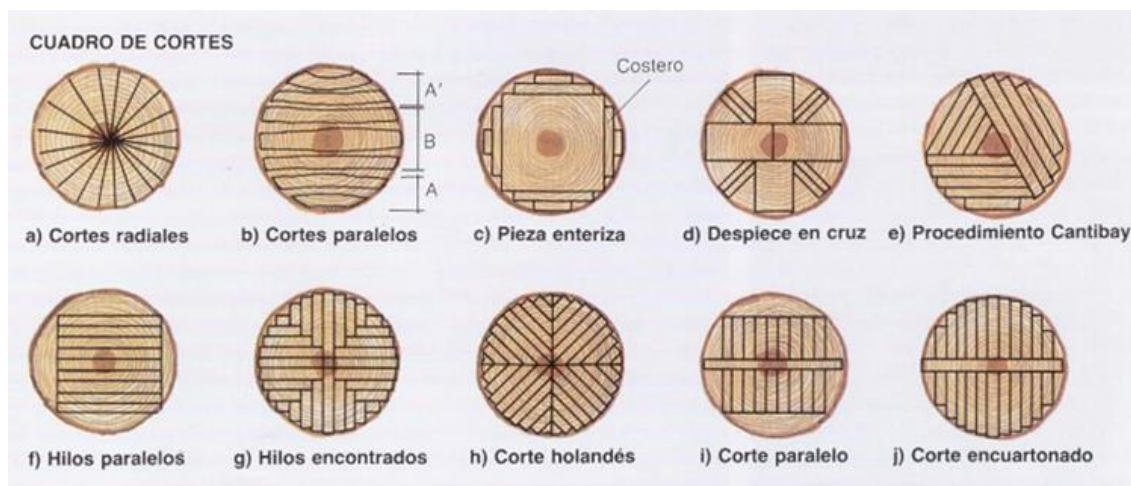 CUADRO DE CORTES
Costero
A'
B
A
a) Cortes radiales
b) Cortes paralelos
c) Pieza enteriza
d) Despiece en cruz
e) Procedimiento Cantibay
f) Hilos paralelos
g) Hilos encontrados
h) Corte holandés
i) Corte paralelo
j) Corte encuartonado